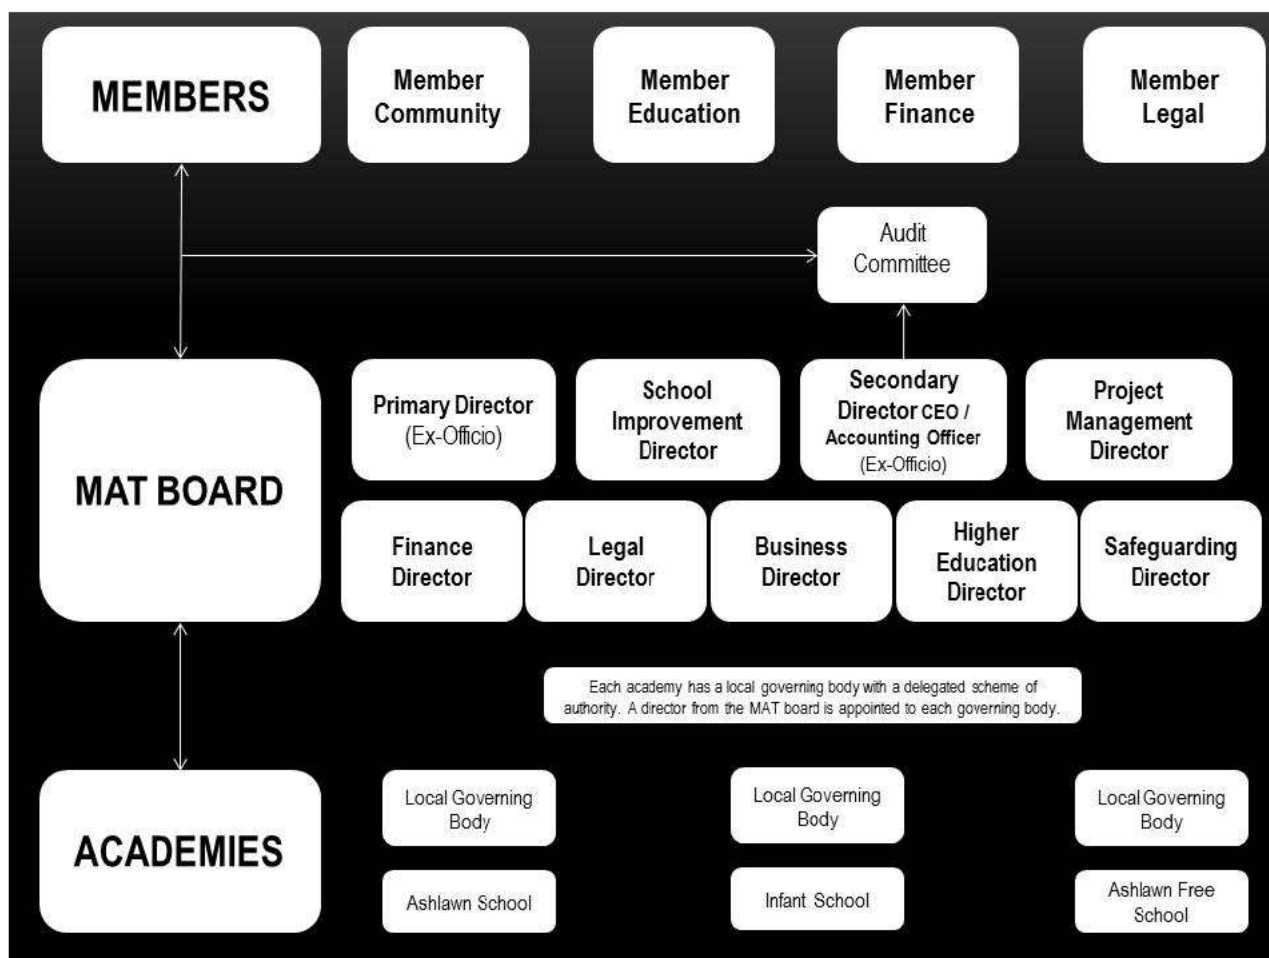 MEMBERS
Member
Community
Member
Education
Member
Finance
Member
Legal
Audit
Committee
MAT BOARD
Primary Director
(Ex-Officio)
School
Improvement
Director
Secondary
Director CEO /
Accounting Officer
(Ex-Officio)
Project
Management
Director
Finance
Director
Legal
Director
Business
Director
Higher
Education
Director
Safeguarding
Director
Each academy has a local governing body with a delegated scheme of
authority. A director from the MAT board is appointed to each governing body.
ACADEMIES
Local Governing
Body
Local Governing
Body
Local Governing
Body
Ashlawn School
Infant School
Ashlawn Free
School